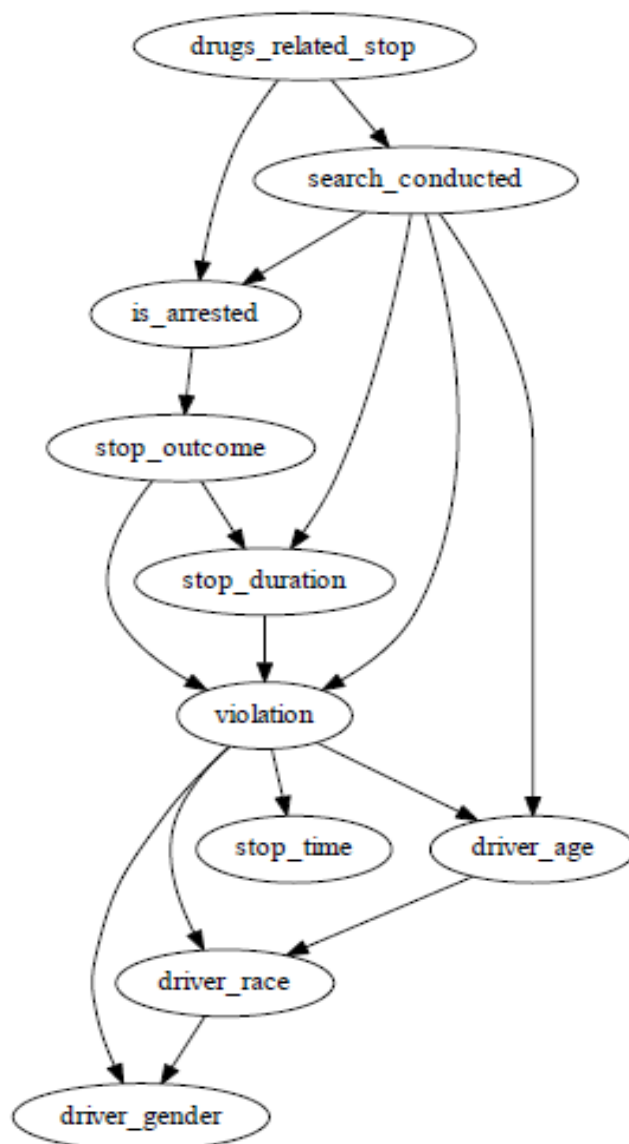 drugs_related_stop
search_conducted
is_arrested
stop_outcome
stop_duration
violation
stop_time
driver_age
driver_race
driver_gender